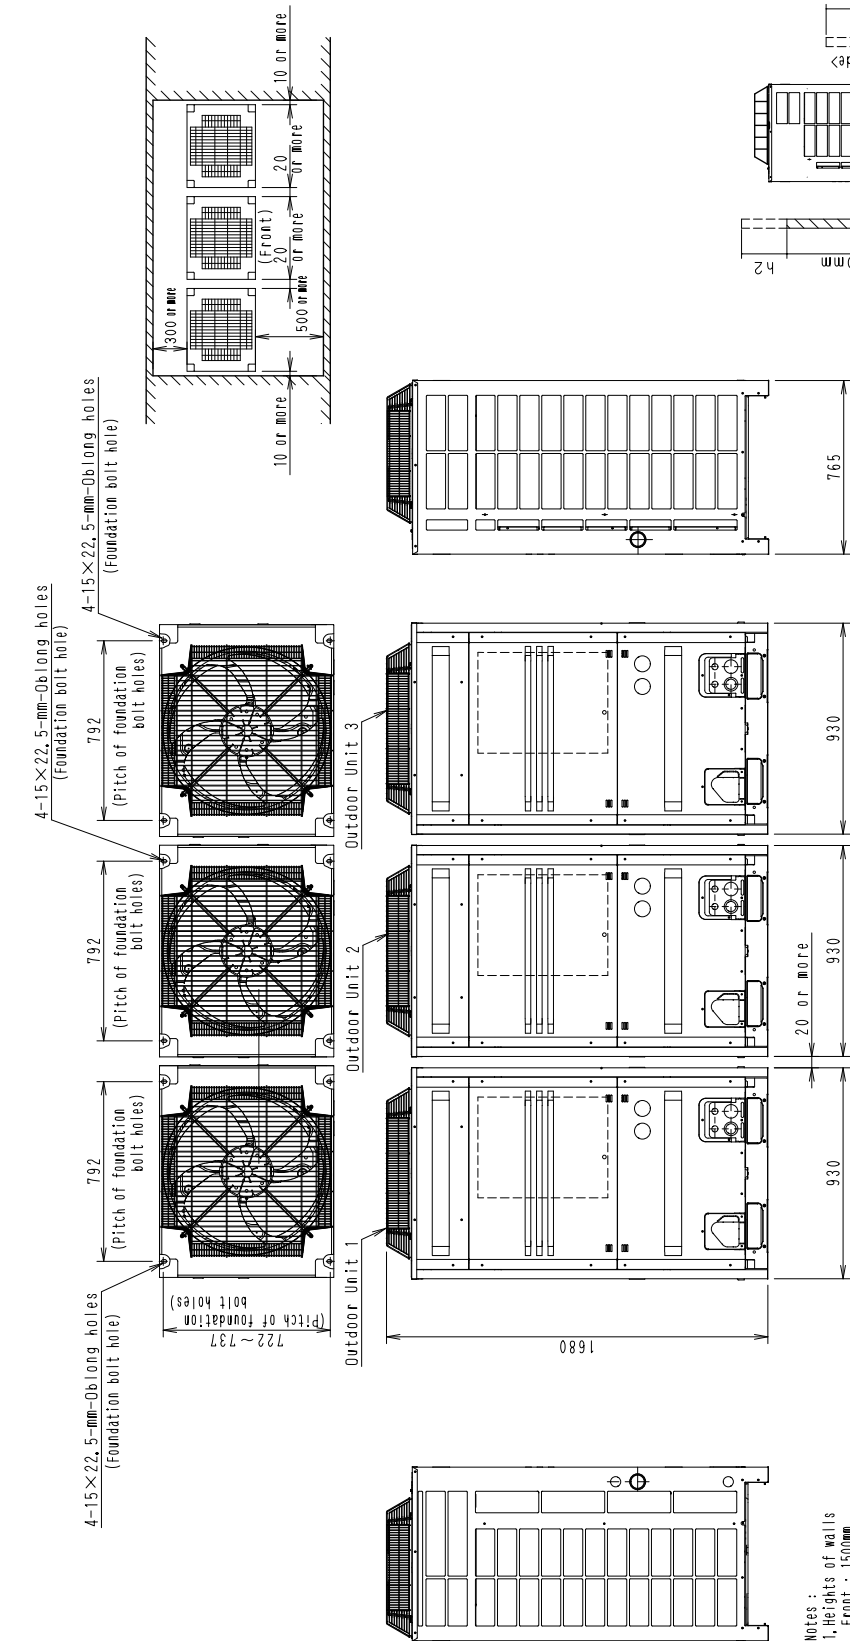 4-15×22.5-mm-Oblong holes
(Foundation bolt hole)
4-15×22.5-mm-Oblong holes
(Foundation bolt hole)
4-15×22.5-mm-Oblong holes
(Foundation bolt hole)
792
(Pitch of foundation
bolt holes)
792
(Pitch of foundation
bolt holes)
792
(Pitch of foundation
bolt holes)
722~737
(Pitch of foundation
bolt holes)
10 or more
300 or more
500 or more
20
or more
(Front)
20
or more
10 or more
Outdoor Unit 1
Outdoor Unit 2
Outdoor Unit 3
1680
930
20 or more
930
930
765
h2
mm
Notes :
1. Heights of walls
Front : 1500mm